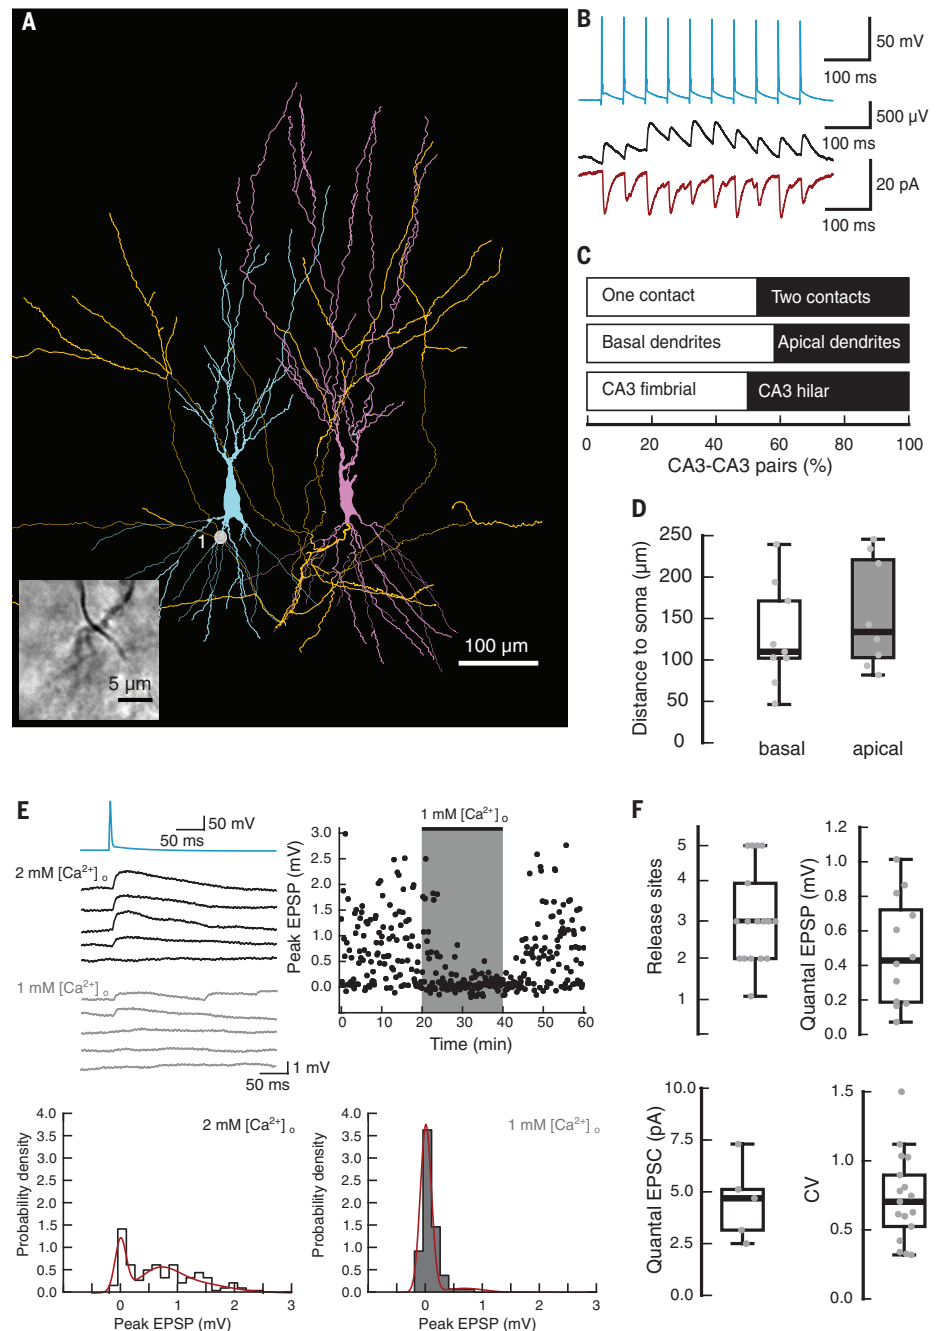 A
1
5 µm
100 µm
B
50 mV
100 ms
500 µV
100 ms
20 pA
100 ms
C
One contact
Two contacts
Basal dendrites
Apical dendrites
CA3 fimbrial
CA3 hilar
0 20 40 60 80 100
CA3-CA3 pairs (%)
D
Distance to soma (µm)
250
200
150
100
50
0
basal
apical
E
50 mV
50 ms
2 mM [Ca2+] o
1 mM [Ca2+] o
1 mV
50 ms
1 mM [Ca2+] o
Peak EPSP (mV)
3.0
2.5
2.0
1.5
1.0
0.5
0.0
0 10 20 30 40 50 60
Time (min)
2 mM [Ca2+] o
Probability density
4.0
3.5
3.0
2.5
2.0
1.5
1.0
0.5
0.0
0 1 2 3
Peak EPSP (mV)
1 mM [Ca2+] o
Probability density
4.0
3.5
3.0
2.5
2.0
1.5
1.0
0.5
0.0
0 1 2 3
Peak EPSP (mV)
F
Release sites
5
4
3
2
1
Quantal EPSP (mV)
1.2
1.0
0.8
0.6
0.4
0.2
0.0
Quantal EPSC (pA)
10.0
7.5
5.0
2.5
0.0
CV
1.5
1.0
0.5
0.0